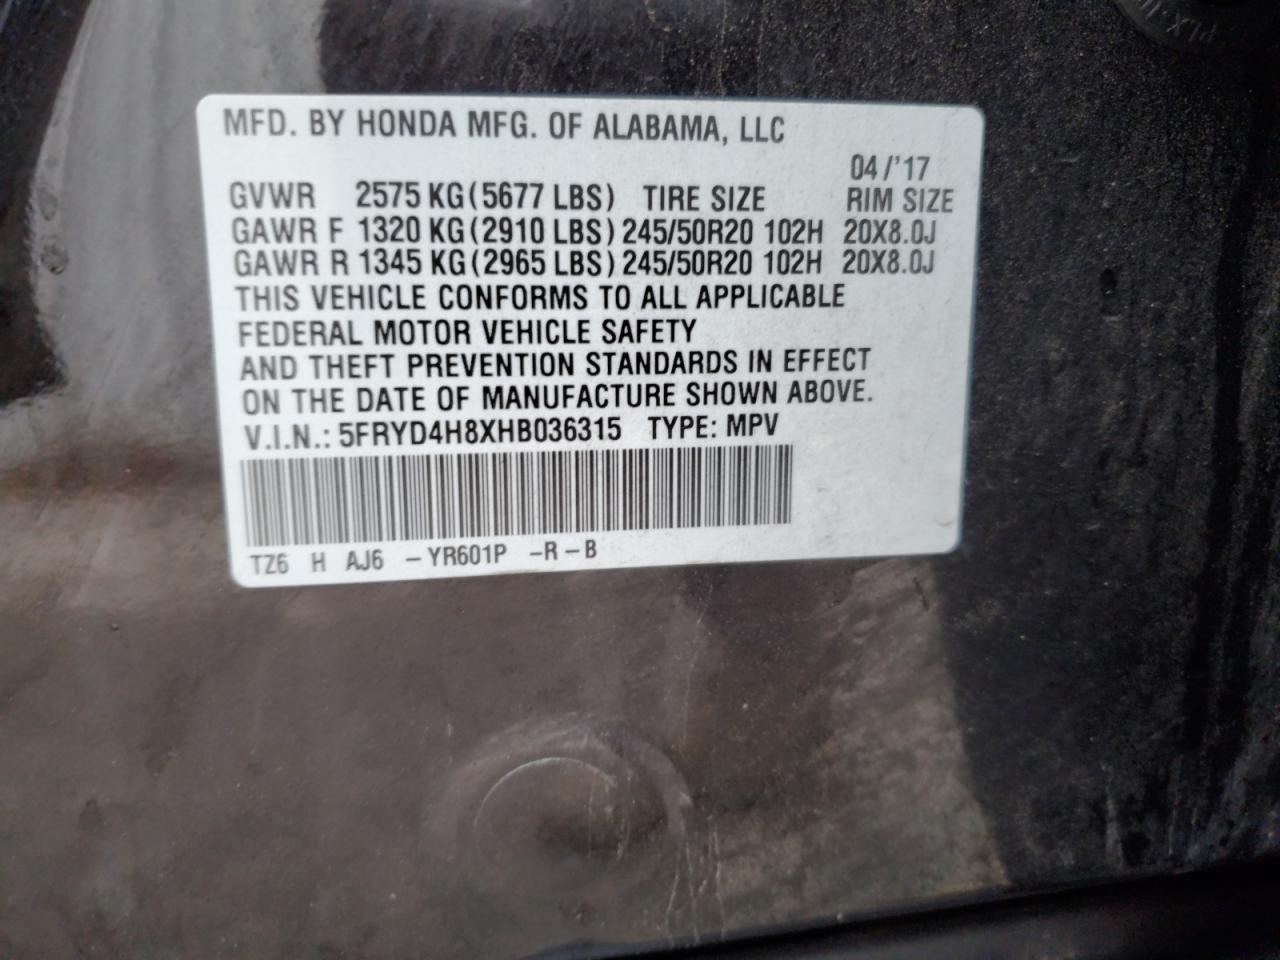 MFD. BY HONDA MFG. OF ALABAMA, LLC
04/'17
GVWR 2575 KG(5677 LBS) TIRE SIZE RIM SIZE
GAWR F 1320 KG(2910 LBS) 245/50R20 102H 20X8.0J
GAWR R 1345 KG(2965 LBS) 245/50R20 102H 20X8.0J
THIS VEHICLE CONFORMS TO ALL APPLICABLE
FEDERAL MOTOR VEHICLE SAFETY
AND THEFT PREVENTION STANDARDS IN EFFECT
ON THE DATE OF MANUFACTURE SHOWN ABOVE.
V.I.N.: 5FRYD4H8XHB036315 TYPE: MPV
TZ6 H AJ6 -YR601P -R-B